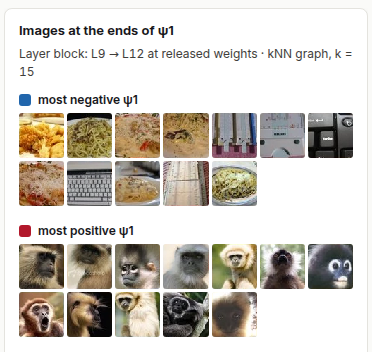 Images at the ends of ψ1
Layer block: L9 → L12 at released weights · kNN graph, k =
15
most negative ψ1
most positive ψ1